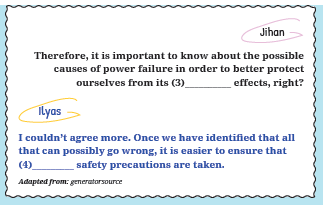 Jihan
Therefore, it is important to know about the possible
causes of power failure in order to better protect
ourselves from its (3)________ effects, right?
Ilyas
I couldn't agree more. Once we have identified that all
that can possibly go wrong, it is easier to ensure that
(4)________ safety precautions are taken.
Adapted from: generatorsource